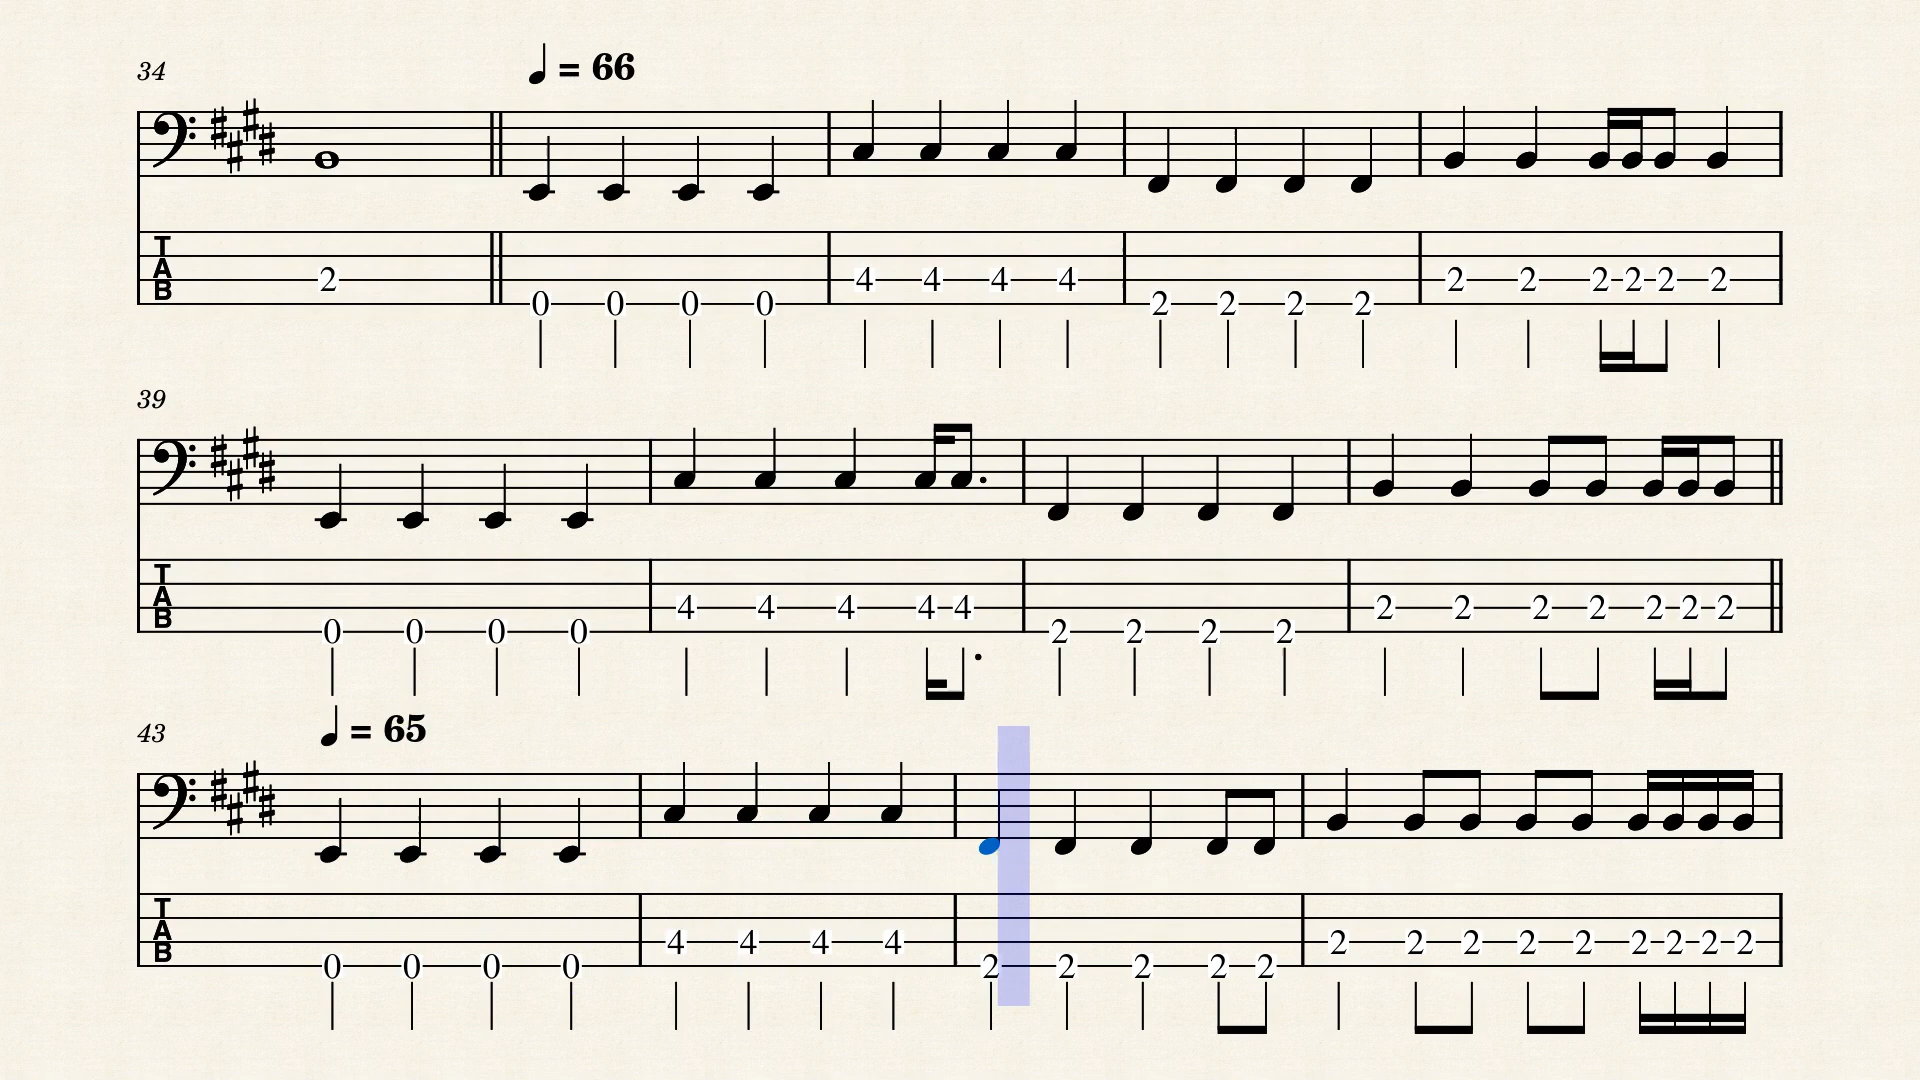 34
= 66
T
A
B
2 0 0 0 0 4 4 4 4 2 2 2 2 2 2 2 2 2 2
39
T
A
B
0 0 0 0 4 4 4 4 4 2 2 2 2 2 2 2 2 2 2 2
43
= 65
T
A
B
0 0 0 0 4 4 4 4 2 2 2 2 2 2 2 2 2 2 2 2 2 2